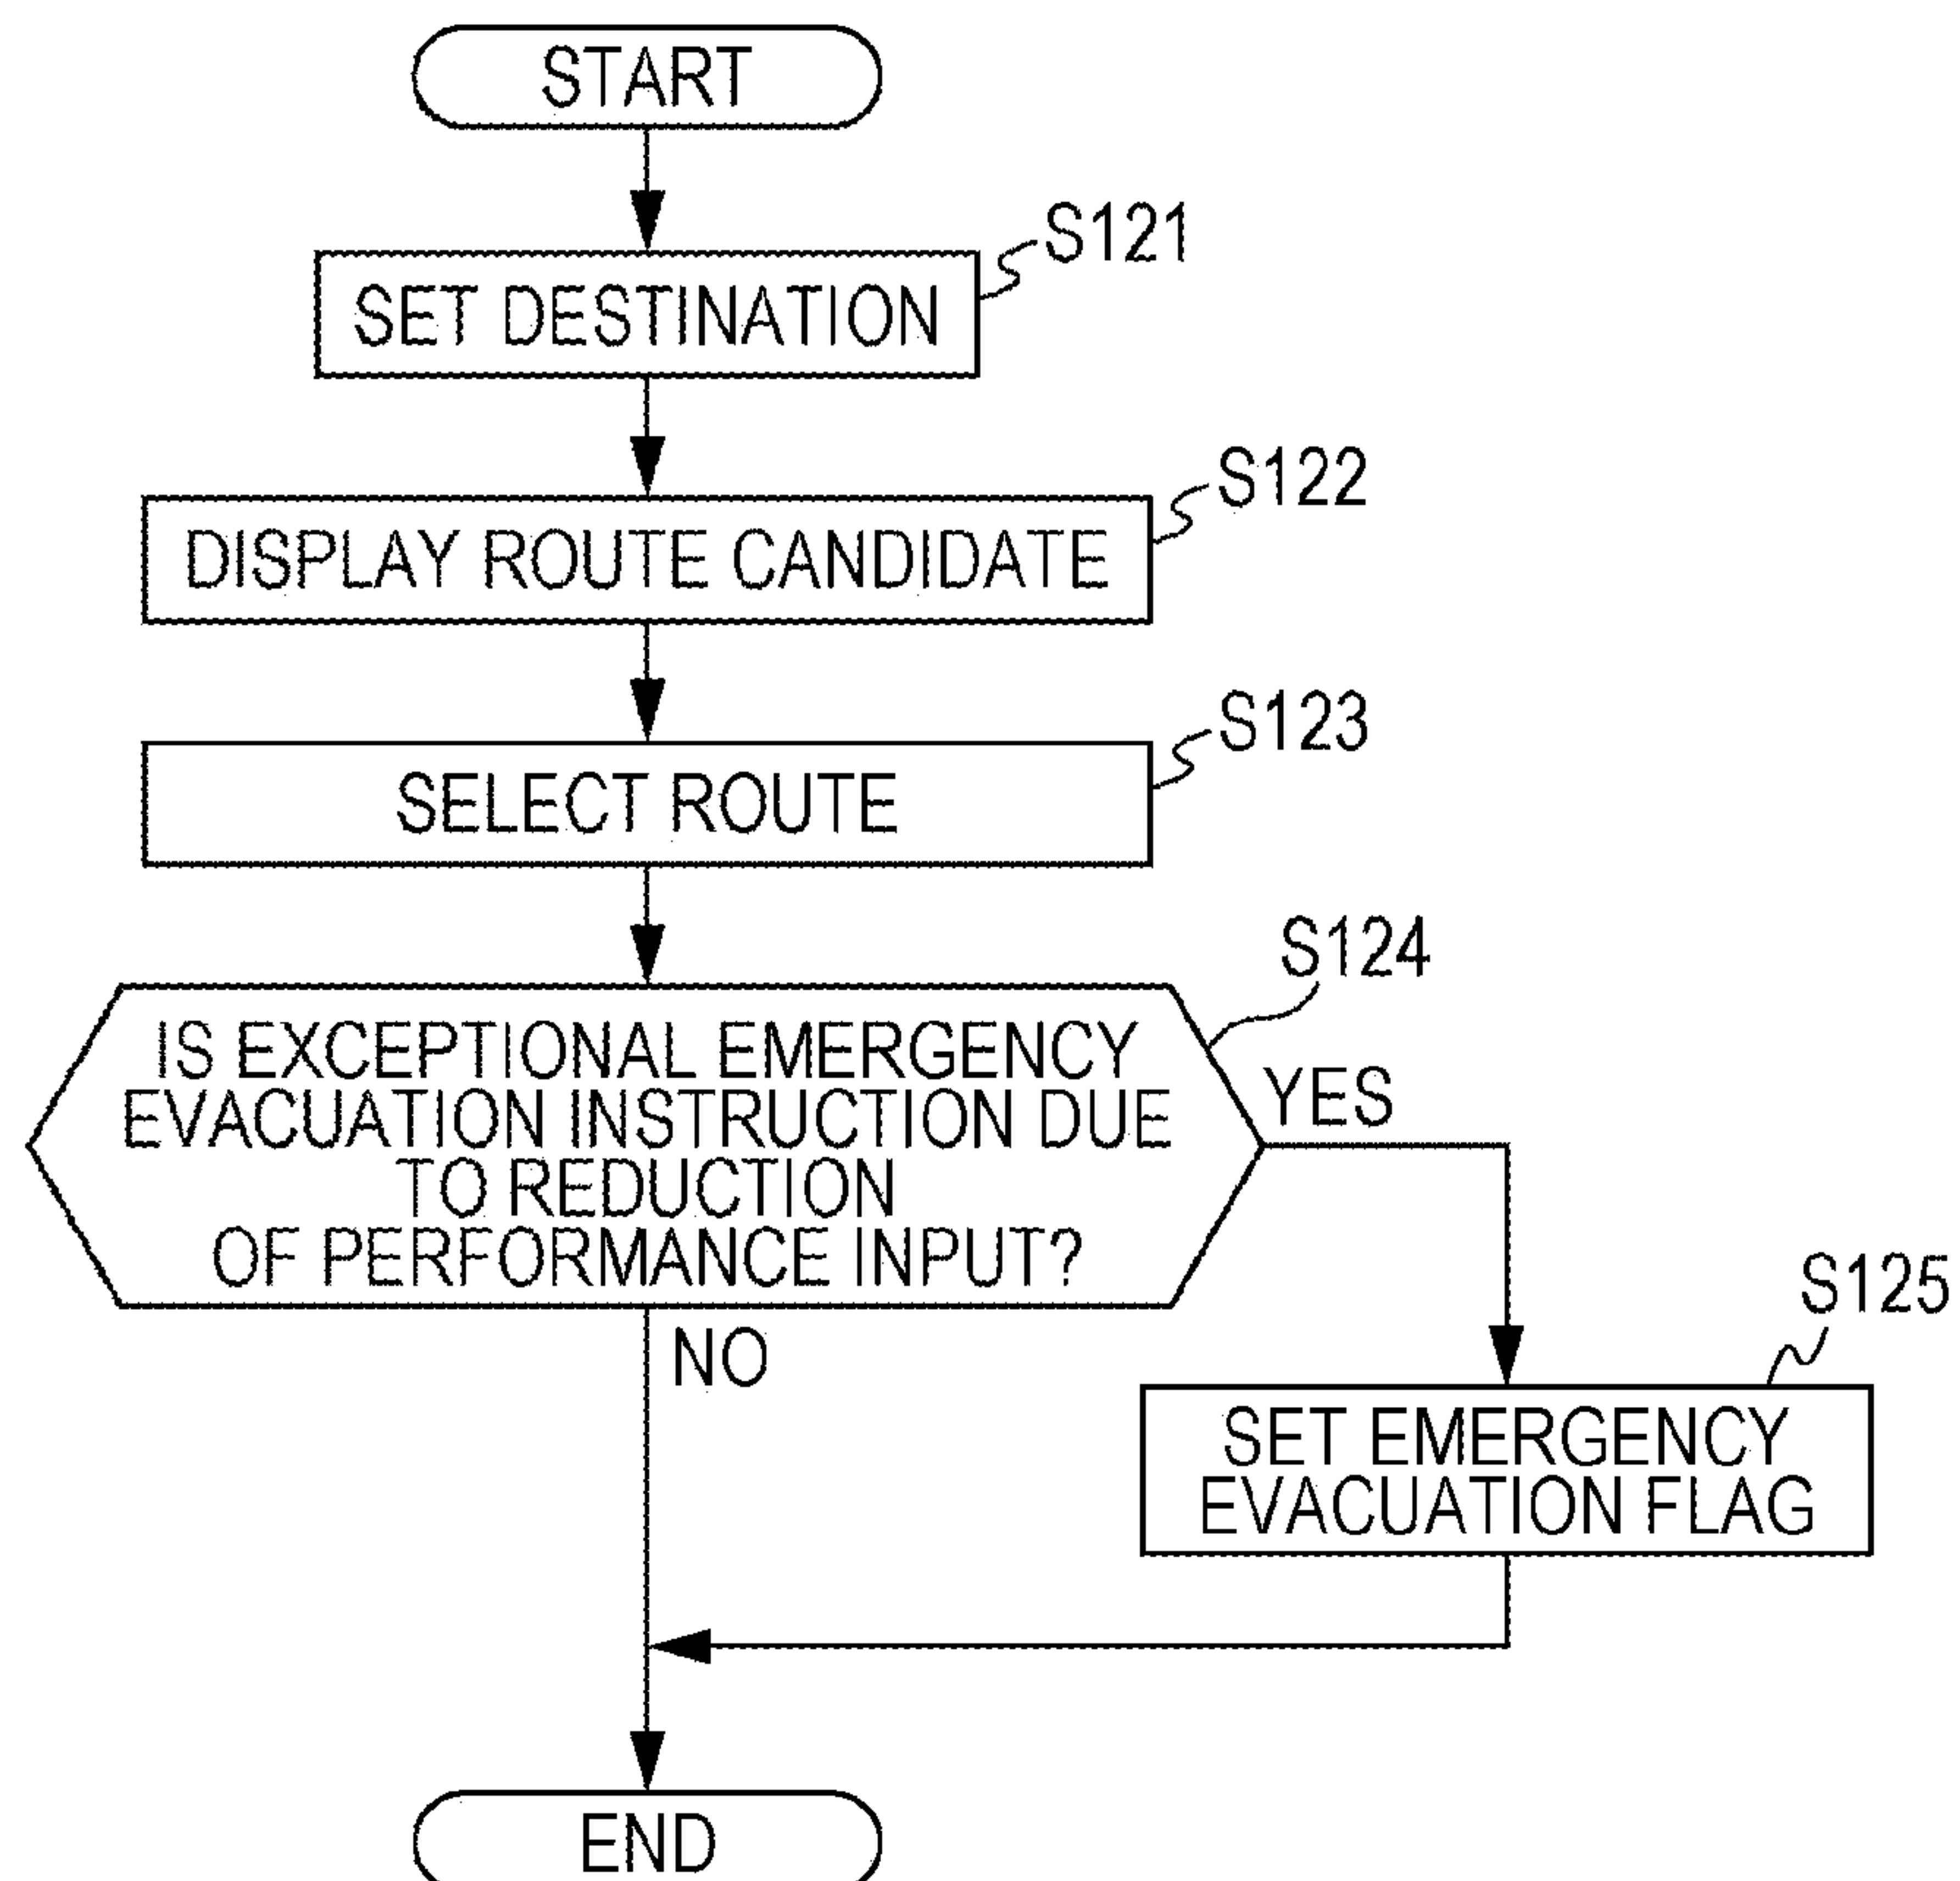 START
S121
SET DESTINATION
S122
DISPLAY ROUTE CANDIDATE
S123
SELECT ROUTE
S124
IS EXCEPTIONAL EMERGENCY
EVACUATION INSTRUCTION DUE
TO REDUCTION
OF PERFORMANCE INPUT?
YES
NO
S125
SET EMERGENCY
EVACUATION FLAG
END